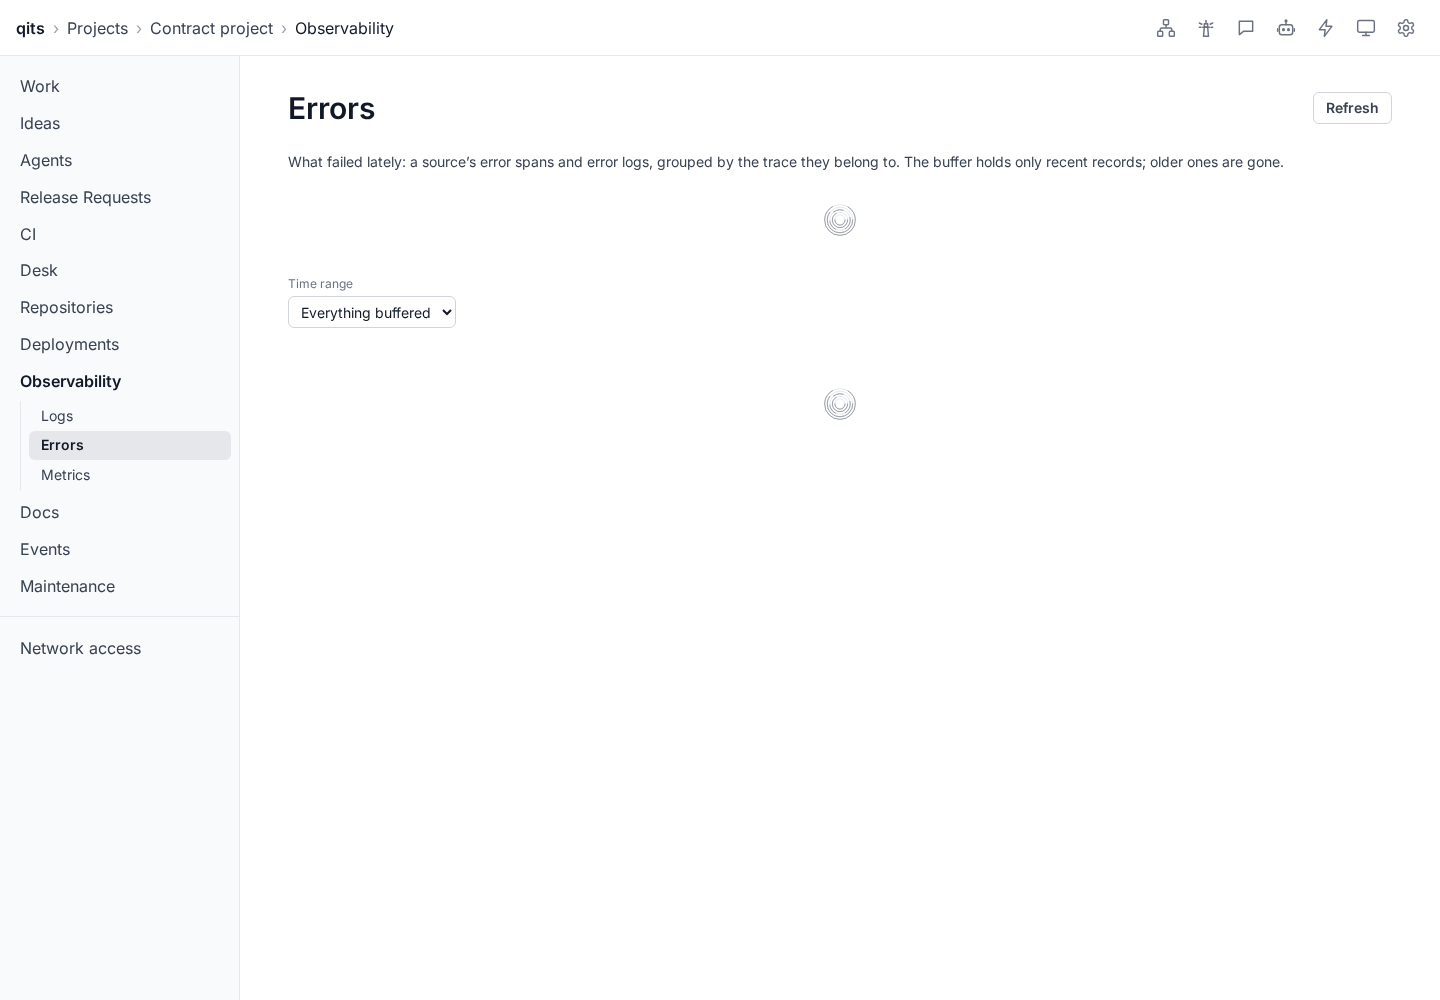 qits › Projects › Contract project › Observability
Work
Ideas
Agents
Release Requests
CI
Desk
Repositories
Deployments
Observability
Logs
Errors
Metrics
Docs
Events
Maintenance
Network access
Errors
Refresh
What failed lately: a source’s error spans and error logs, grouped by the trace they belong to. The buffer holds only recent records; older ones are gone.
Time range
Everything buffered